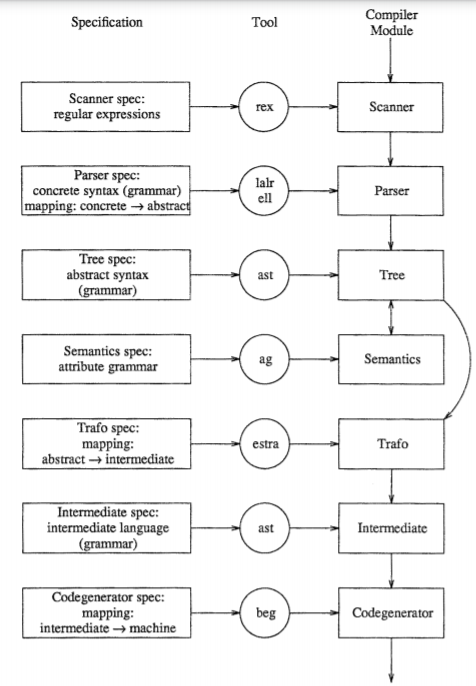 Specification
Tool
Compiler
Module
Scanner spec:
regular expressions
rex
Scanner
Parser spec:
concrete syntax (grammar)
mapping: concrete → abstract
lalr
ell
Parser
Tree spec:
abstract syntax
(grammar)
ast
Tree
Semantics spec:
attribute grammar
ag
Semantics
Trafo spec:
mapping:
abstract → intermediate
estra
Trafo
Intermediate spec:
intermediate language
(grammar)
ast
Intermediate
Codegenerator spec:
mapping:
intermediate → machine
beg
Codegenerator